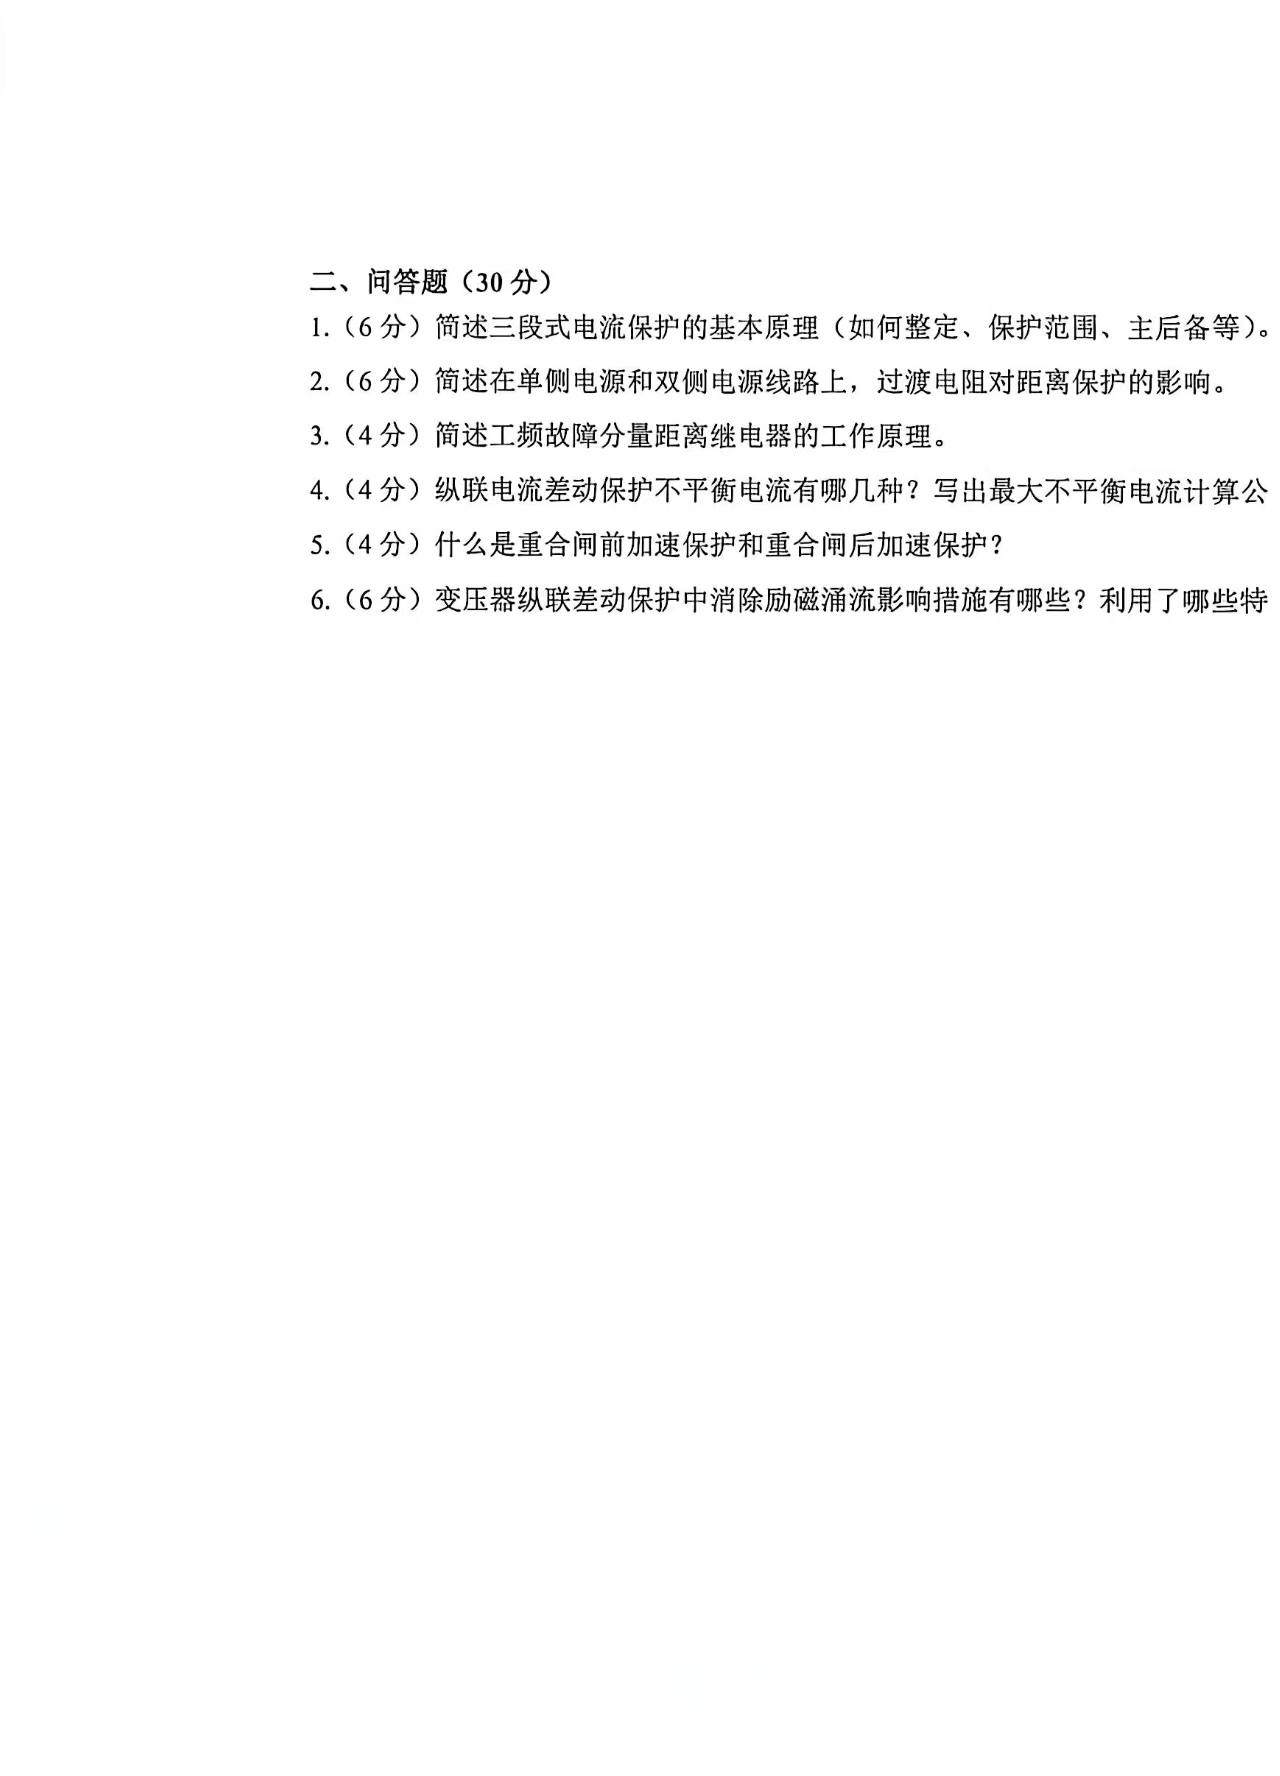 二、问答题（30 分）
1.（6 分）简述三段式电流保护的基本原理（如何整定、保护范围、主后备等）。
2.（6 分）简述在单侧电源和双侧电源线路上，过渡电阻对距离保护的影响。
3.（4 分）简述工频故障分量距离继电器的工作原理。
4.（4 分）纵联电流差动保护不平衡电流有哪几种？写出最大不平衡电流计算公
5.（4 分）什么是重合闸前加速保护和重合闸后加速保护？
6.（6 分）变压器纵联差动保护中消除励磁涌流影响措施有哪些？利用了哪些特